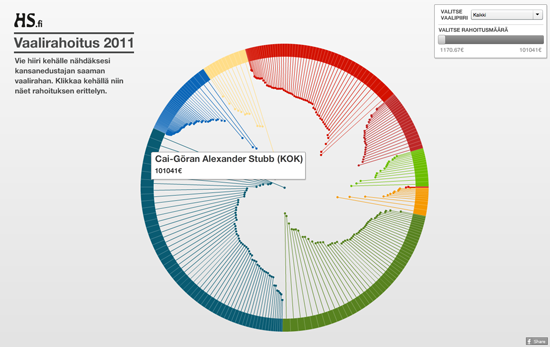 HS.fi
Vaalirahoitus 2011
Vie hiiri kehälle nähdäksesi
kansanedustajan saaman
vaalirahan. Klikkaa kehällä niin
näet rahoituksen erittelyn.
VALITSE
VAALIPIIRI
Kaikki
VALITSE RAHOITUSMÄÄRÄ
1170.67€
101041€
Cai-Göran Alexander Stubb (KOK)
101041€
Share